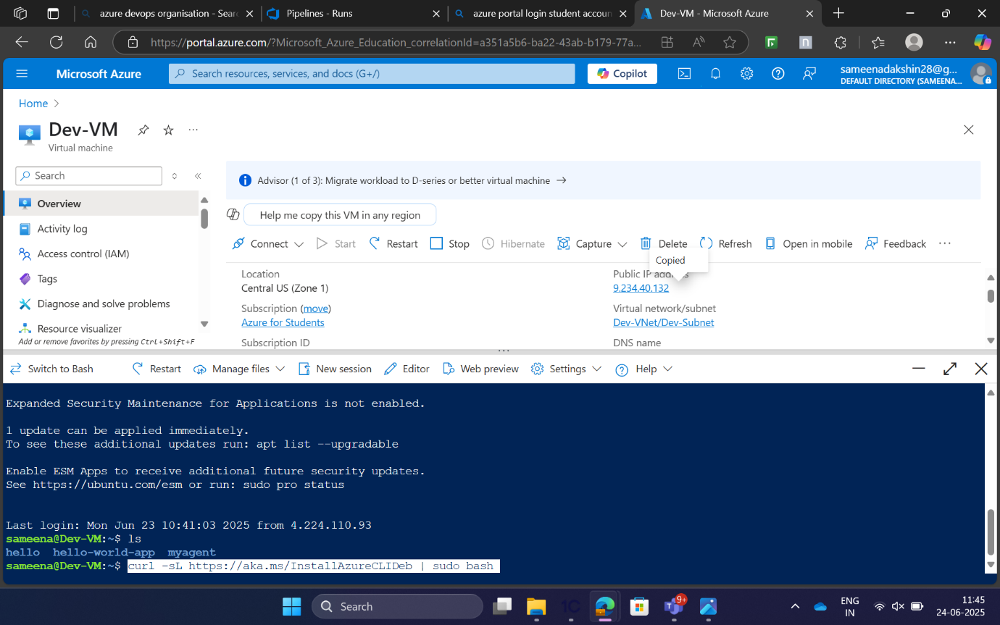 azure devops organisation - Sear
Pipelines - Runs
azure portal login student accoun
Dev-VM - Microsoft Azure
https://portal.azure.com/?Microsoft_Azure_Education_correlationId=a351a5b6-ba22-43ab-b179-77a...
Microsoft Azure
Search resources, services, and docs (G+/)
Copilot
sameenadakshin28@g...
DEFAULT DIRECTORY (SAMEENA...
Home
Dev-VM
Virtual machine
Search
Overview
Activity log
Access control (IAM)
Tags
Diagnose and solve problems
Resource visualizer
Add or remove favorites by pressing Ctrl+Shift+F
Advisor (1 of 3): Migrate workload to D-series or better virtual machine →
Help me copy this VM in any region
Connect Start Restart Stop Hibernate Capture Delete Refresh Open in mobile Feedback
Copied
Location
Central US (Zone 1)
Subscription (move)
Azure for Students
Subscription ID
Public IP address
9.234.40.132
Virtual network/subnet
Dev-VNet/Dev-Subnet
DNS name
Switch to Bash Restart Manage files New session Editor Web preview Settings Help
Expanded Security Maintenance for Applications is not enabled.
1 update can be applied immediately.
To see these additional updates run: apt list --upgradable
Enable ESM Apps to receive additional future security updates.
See https://ubuntu.com/esm or run: sudo pro status
Last login: Mon Jun 23 10:41:03 2025 from 4.224.110.93
sameena@Dev-VM:~$ ls
hello hello-world-app myagent
sameena@Dev-VM:~$ curl -sL https://aka.ms/InstallAzureCLIDeb | sudo bash
Search
9+
ENG
IN
11:45
24-06-2025